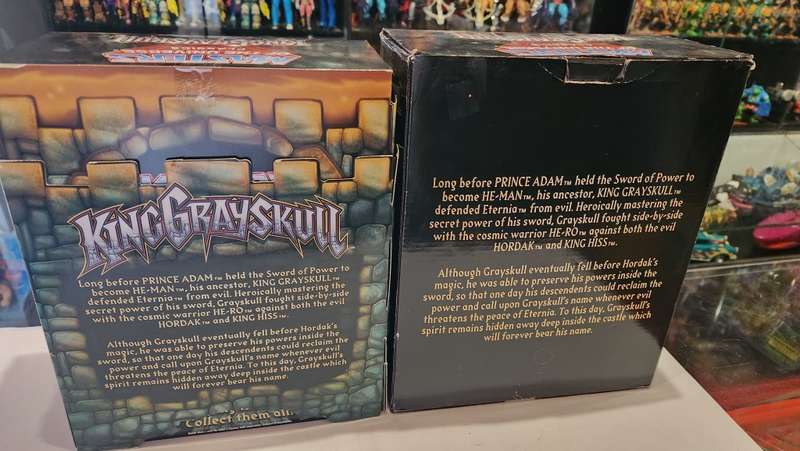 MASTERS
KING GRAYSKULL
Long before PRINCE ADAM™ held the Sword of Power to
become HE-MAN™, his ancestor, KING GRAYSKULL™
defended Eternia™ from evil. Heroically mastering the
secret power of his sword, Grayskull fought side-by-side
with the cosmic warrior HE-RO™ against both the evil
HORDAK™ and KING HISS™.
Although Grayskull eventually fell before Hordak's
magic, he was able to preserve his powers inside the
sword, so that one day his descendents could reclaim the
power and call upon Grayskull's name whenever evil
threatens the peace of Eternia. To this day, Grayskull's
spirit remains hidden away deep inside the castle which
will forever bear his name.
Collect them all
MASTERS
Long before PRINCE ADAM™ held the Sword of Power to
become HE-MAN™, his ancestor, KING GRAYSKULL™
defended Eternia™ from evil. Heroically mastering the
secret power of his sword, Grayskull fought side-by-side
with the cosmic warrior HE-RO™ against both the evil
HORDAK™ and KING HISS™.
Although Grayskull eventually fell before Hordak's
magic, he was able to preserve his powers inside the
sword, so that one day his descendents could reclaim the
power and call upon Grayskull's name whenever evil
threatens the peace of Eternia. To this day, Grayskull's
spirit remains hidden away deep inside the castle which
will forever bear his name.